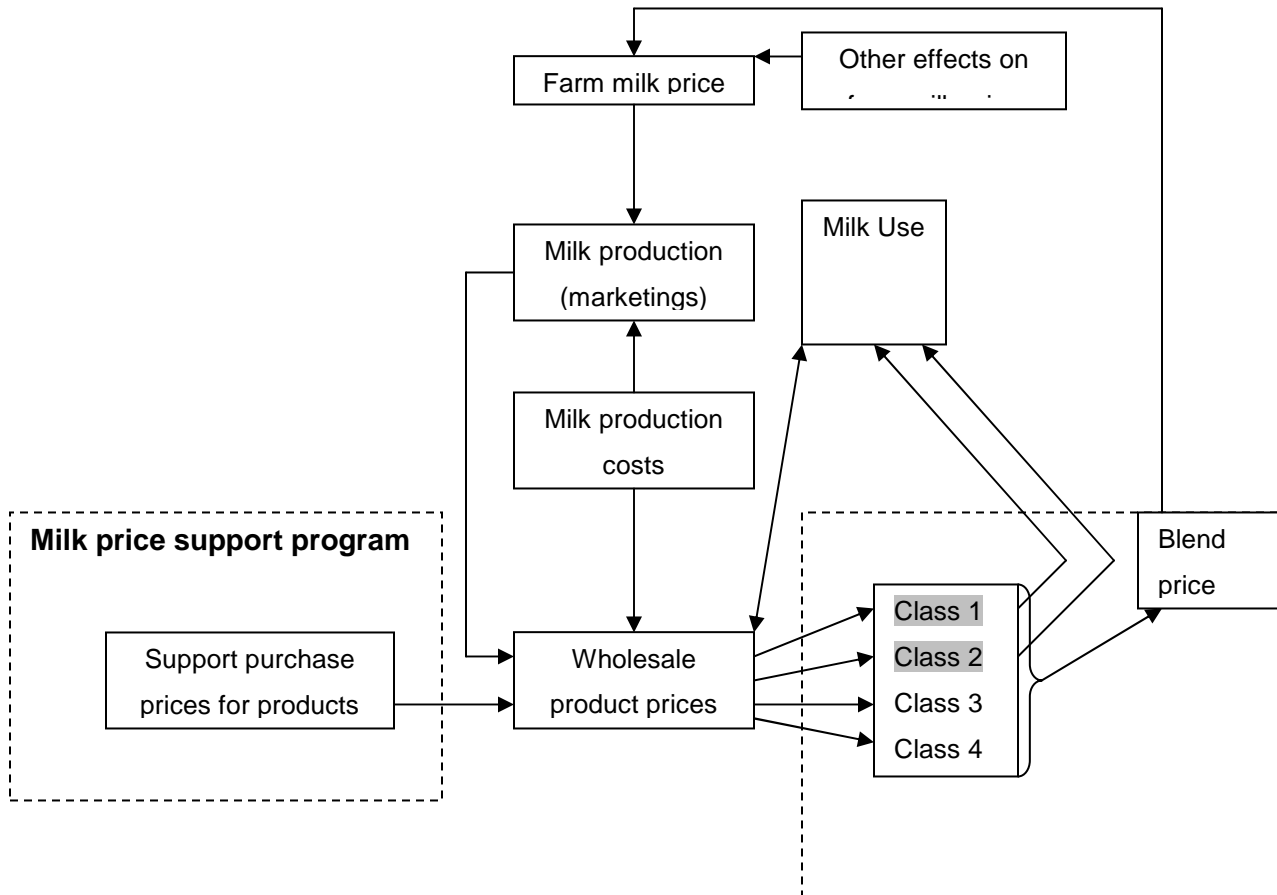 Farm milk price
Other effects on
Milk production
(marketings)
Milk Use
Milk production
costs
Milk price support program
Support purchase
prices for products
Wholesale
product prices
Class 1
Class 2
Class 3
Class 4
Blend
price